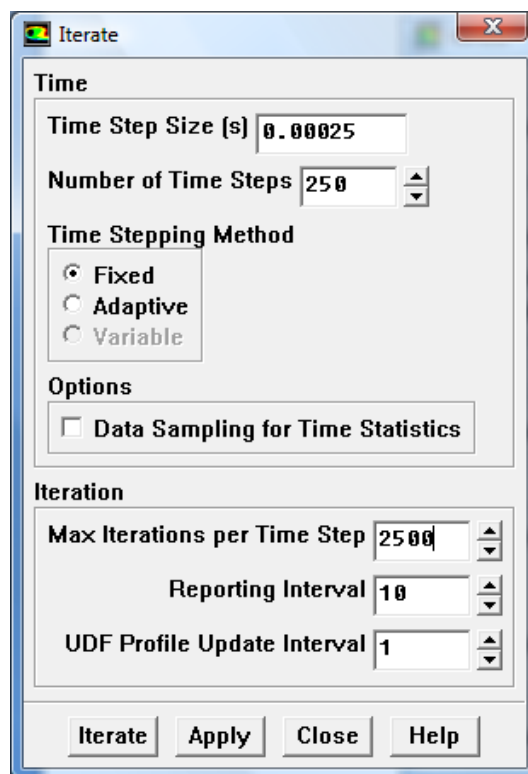 Iterate
Time
Time Step Size (s) 0.00025
Number of Time Steps 250
Time Stepping Method
Fixed
Adaptive
Variable
Options
Data Sampling for Time Statistics
Iteration
Max Iterations per Time Step 2500
Reporting Interval 10
UDF Profile Update Interval 1
Iterate Apply Close Help